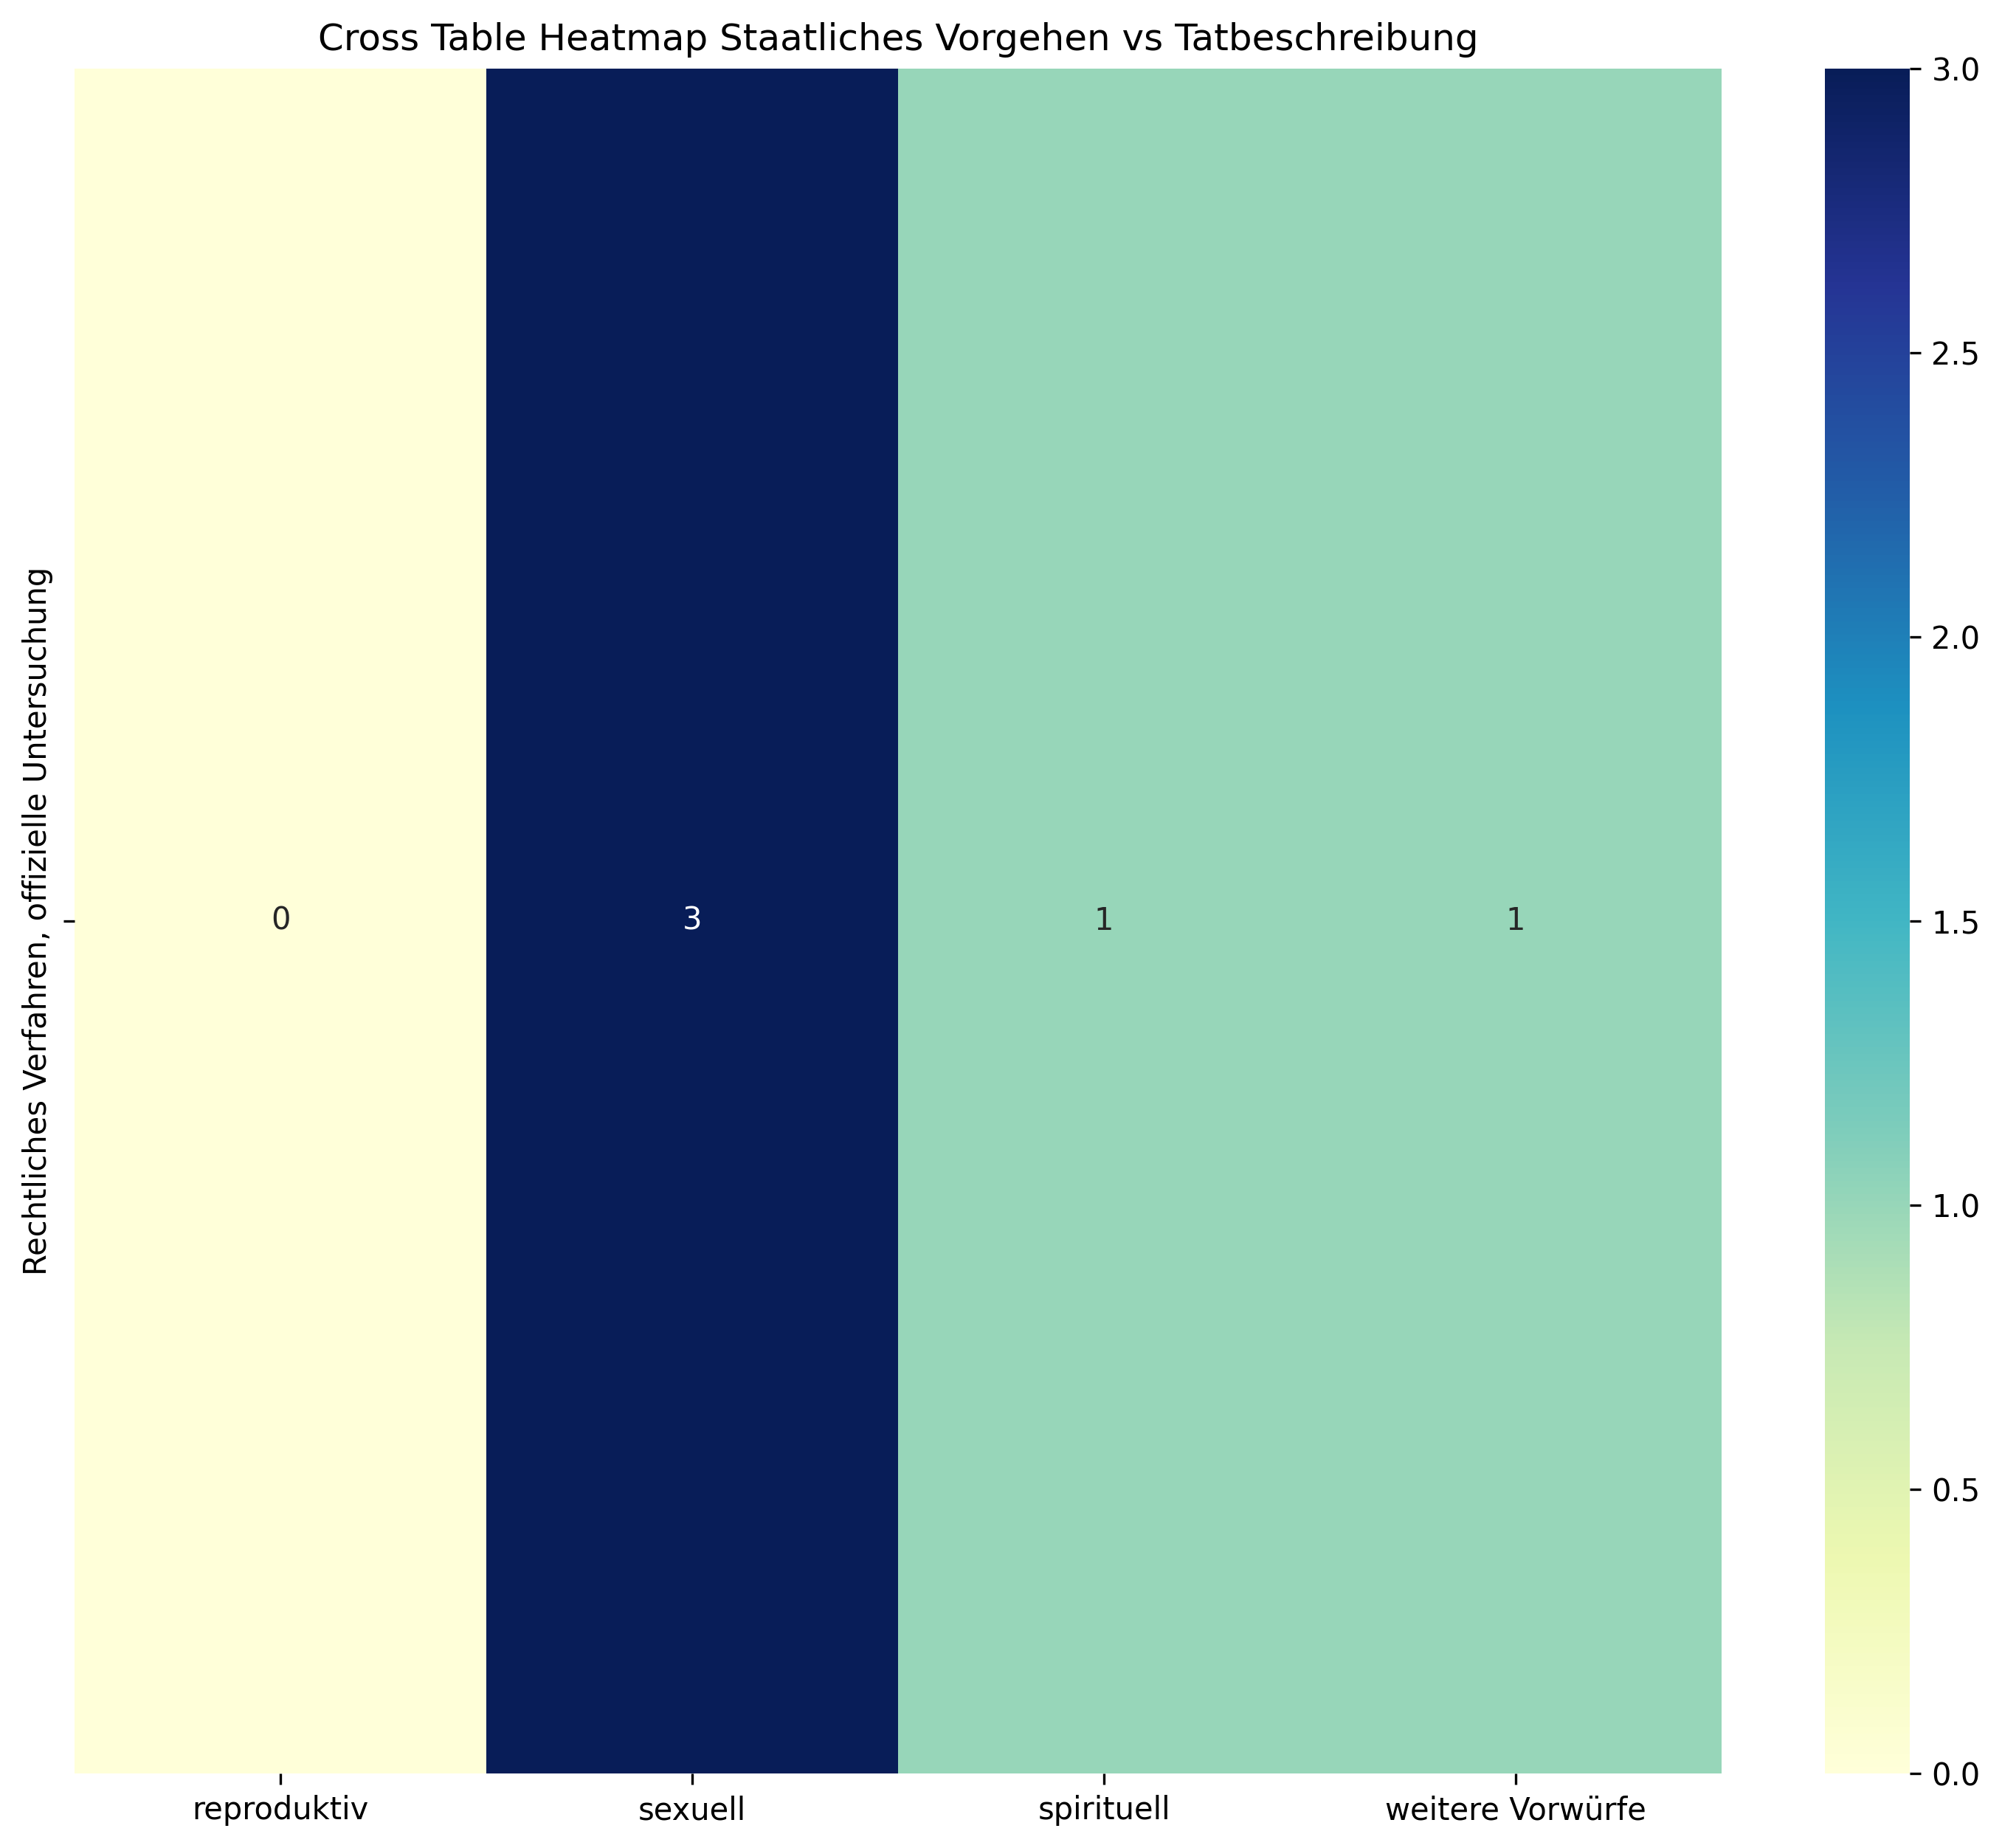 Cross Table Heatmap Staatliches Vorgehen vs Tatbeschreibung
Rechtliches Verfahren, offizielle Untersuchung
0
3
1
1
reproduktiv
sexuell
spirituell
weitere Vorwürfe
3.0
2.5
2.0
1.5
1.0
0.5
0.0